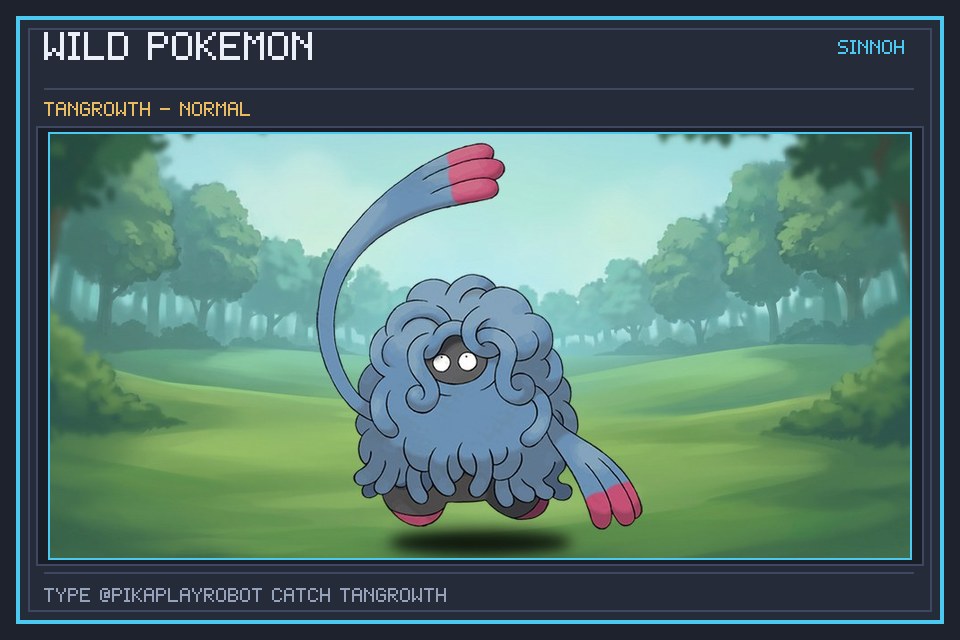 WILD POKEMON
SINNOH
TANGROWTH - NORMAL
TYPE @PIKAPLAYROBOT CATCH TANGROWTH